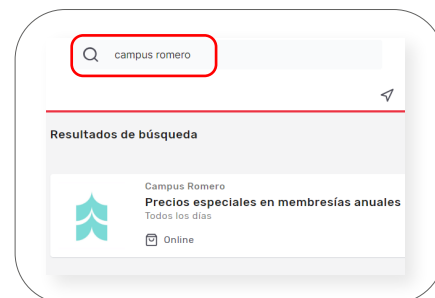 campus romero
Resultados de búsqueda
Campus Romero
Precios especiales en membresías anuales
Todos los días
Online